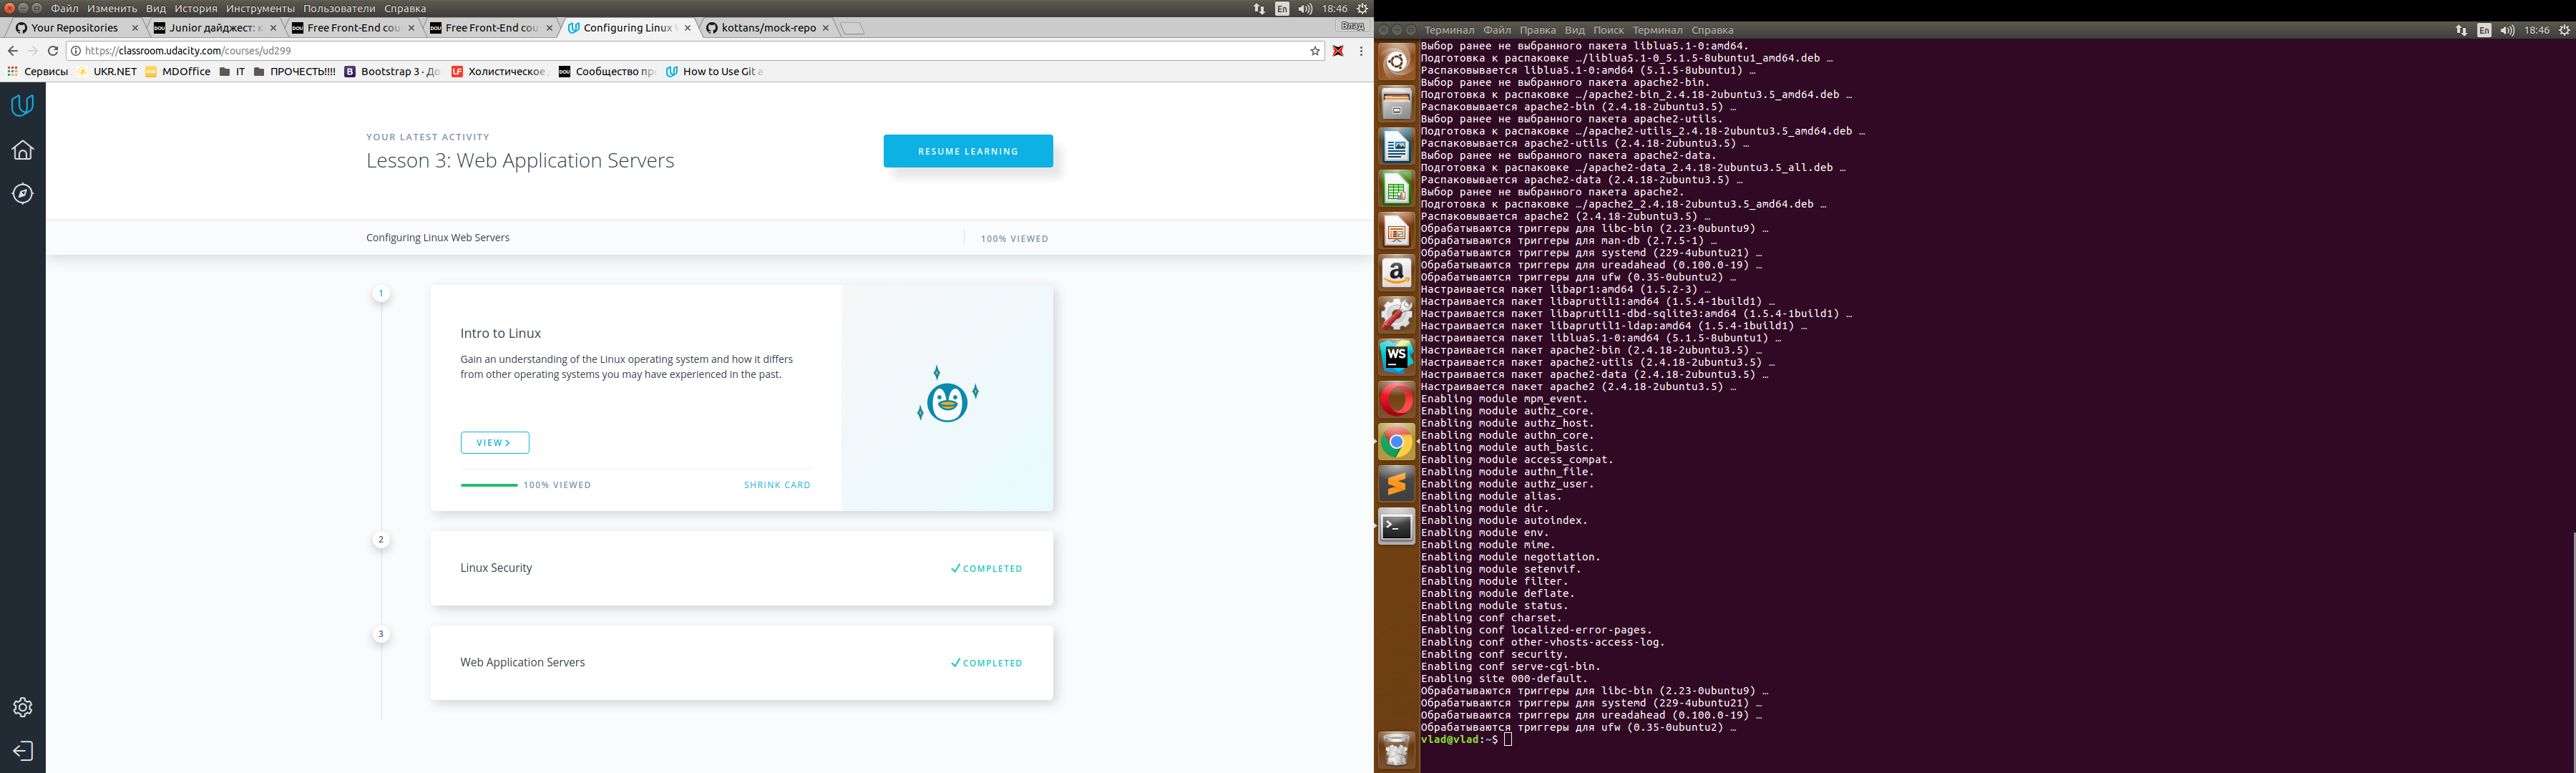 Файл Изменить Вид История Инструменты Пользователи Справка
En 18:46
Your Repositories
Junior дайджест: к
Free Front-End cou
Free Front-End cou
Configuring Linux
kottans/mock-repo
Влад
https://classroom.udacity.com/courses/ud299
Сервисы UKR.NET MDOffice IT ПРОЧЕСТЬ!!!! Bootstrap 3 · До Холистическое Сообщество пр How to Use Git a
YOUR LATEST ACTIVITY
Lesson 3: Web Application Servers
RESUME LEARNING
Configuring Linux Web Servers
100% VIEWED
1
Intro to Linux
Gain an understanding of the Linux operating system and how it differs
from other operating systems you may have experienced in the past.
VIEW
100% VIEWED
SHRINK CARD
2
Linux Security
COMPLETED
3
Web Application Servers
COMPLETED
Терминал Файл Правка Вид Поиск Терминал Справка
En 18:46
Выбор ранее не выбранного пакета liblua5.1-0:amd64.
Подготовка к распаковке …/liblua5.1-0_5.1.5-8ubuntu1_amd64.deb …
Распаковывается liblua5.1-0:amd64 (5.1.5-8ubuntu1) …
Выбор ранее не выбранного пакета apache2-bin.
Подготовка к распаковке …/apache2-bin_2.4.18-2ubuntu3.5_amd64.deb …
Распаковывается apache2-bin (2.4.18-2ubuntu3.5) …
Выбор ранее не выбранного пакета apache2-utils.
Подготовка к распаковке …/apache2-utils_2.4.18-2ubuntu3.5_amd64.deb …
Распаковывается apache2-utils (2.4.18-2ubuntu3.5) …
Выбор ранее не выбранного пакета apache2-data.
Подготовка к распаковке …/apache2-data_2.4.18-2ubuntu3.5_all.deb …
Распаковывается apache2-data (2.4.18-2ubuntu3.5) …
Выбор ранее не выбранного пакета apache2.
Подготовка к распаковке …/apache2_2.4.18-2ubuntu3.5_amd64.deb …
Распаковывается apache2 (2.4.18-2ubuntu3.5) …
Обрабатываются триггеры для libc-bin (2.23-0ubuntu9) …
Обрабатываются триггеры для man-db (2.7.5-1) …
Обрабатываются триггеры для systemd (229-4ubuntu21) …
Обрабатываются триггеры для ureadahead (0.100.0-19) …
Обрабатываются триггеры для ufw (0.35-0ubuntu2) …
Настраивается пакет libapr1:amd64 (1.5.2-3) …
Настраивается пакет libaprutil1:amd64 (1.5.4-1build1) …
Настраивается пакет libaprutil1-dbd-sqlite3:amd64 (1.5.4-1build1) …
Настраивается пакет libaprutil1-ldap:amd64 (1.5.4-1build1) …
Настраивается пакет liblua5.1-0:amd64 (5.1.5-8ubuntu1) …
Настраивается пакет apache2-bin (2.4.18-2ubuntu3.5) …
Настраивается пакет apache2-utils (2.4.18-2ubuntu3.5) …
Настраивается пакет apache2-data (2.4.18-2ubuntu3.5) …
Настраивается пакет apache2 (2.4.18-2ubuntu3.5) …
Enabling module mpm_event.
Enabling module authz_core.
Enabling module authz_host.
Enabling module authn_core.
Enabling module auth_basic.
Enabling module access_compat.
Enabling module authn_file.
Enabling module authz_user.
Enabling module alias.
Enabling module dir.
Enabling module autoindex.
Enabling module env.
Enabling module mime.
Enabling module negotiation.
Enabling module setenvif.
Enabling module filter.
Enabling module deflate.
Enabling module status.
Enabling conf charset.
Enabling conf localized-error-pages.
Enabling conf other-vhosts-access-log.
Enabling conf security.
Enabling conf serve-cgi-bin.
Enabling site 000-default.
Обрабатываются триггеры для libc-bin (2.23-0ubuntu9) …
Обрабатываются триггеры для systemd (229-4ubuntu21) …
Обрабатываются триггеры для ureadahead (0.100.0-19) …
Обрабатываются триггеры для ufw (0.35-0ubuntu2) …
vlad@vlad:~$